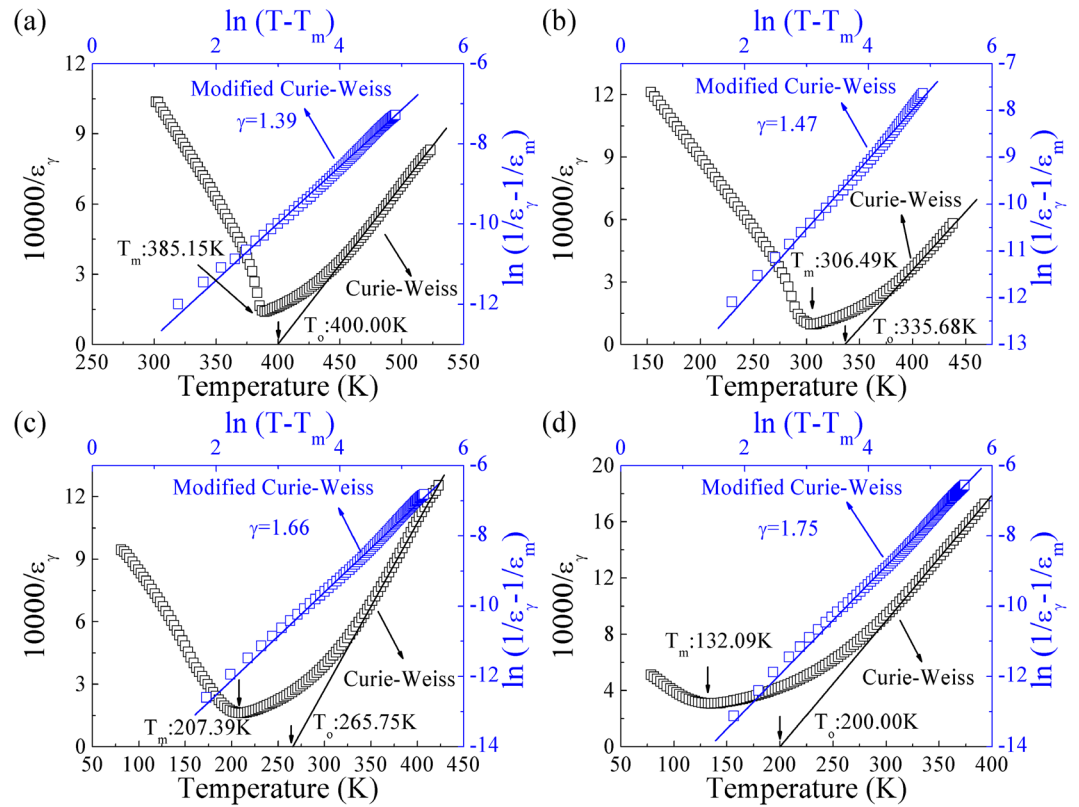 (a)
ln (T-Tm)
0 2 4 6
12
9
6
3
0
10000/εγ
Modified Curie-Weiss
γ=1.39
Tm:385.15K
Curie-Weiss
To:400.00K
-6
-8
-10
-12
ln (1/εγ-1/εm)
250 300 350 400 450 500 550
Temperature (K)
(b)
ln (T-Tm)
0 2 4 6
12
9
6
3
0
10000/εγ
Modified Curie-Weiss
γ=1.47
Curie-Weiss
Tm:306.49K
To:335.68K
-7
-8
-9
-10
-11
-12
-13
ln (1/εγ-1/εm)
150 200 250 300 350 400 450
Temperature (K)
(c)
ln (T-Tm)
0 2 4 6
12
9
6
3
0
10000/εγ
Modified Curie-Weiss
γ=1.66
Curie-Weiss
Tm:207.39K
To:265.75K
-6
-8
-10
-12
-14
ln (1/εγ-1/εm)
50 100 150 200 250 300 350 400 450
Temperature (K)
(d)
ln (T-Tm)
0 2 4 6
20
16
12
8
4
0
10000/εγ
Modified Curie-Weiss
γ=1.75
Tm:132.09K
Curie-Weiss
To:200.00K
-6
-8
-10
-12
-14
ln (1/εγ-1/εm)
50 100 150 200 250 300 350 400
Temperature (K)